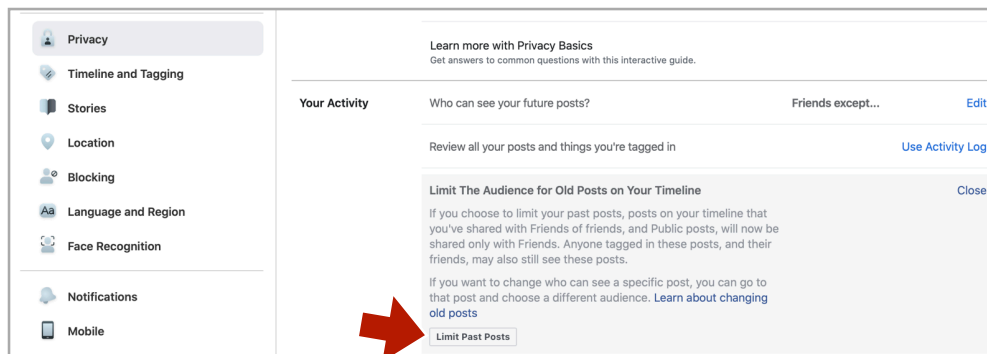 Privacy
Timeline and Tagging
Stories
Location
Blocking
Aa Language and Region
Face Recognition
Notifications
Mobile
Learn more with Privacy Basics
Get answers to common questions with this interactive guide.
Your Activity
Who can see your future posts? Friends except... Edit
Review all your posts and things you're tagged in Use Activity Log
Limit The Audience for Old Posts on Your Timeline Close
If you choose to limit your past posts, posts on your timeline that
you've shared with Friends of friends, and Public posts, will now be
shared only with Friends. Anyone tagged in these posts, and their
friends, may also still see these posts.
If you want to change who can see a specific post, you can go to
that post and choose a different audience. Learn about changing
old posts
Limit Past Posts